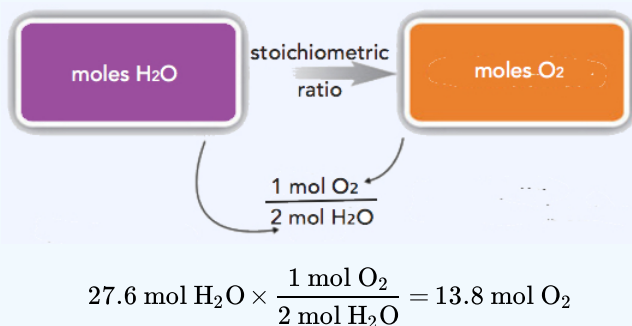 moles H2O
stoichiometric
ratio
moles O2
1 mol O2
2 mol H2O
27.6 mol H₂O × 1 mol O₂ / 2 mol H₂O = 13.8 mol O₂